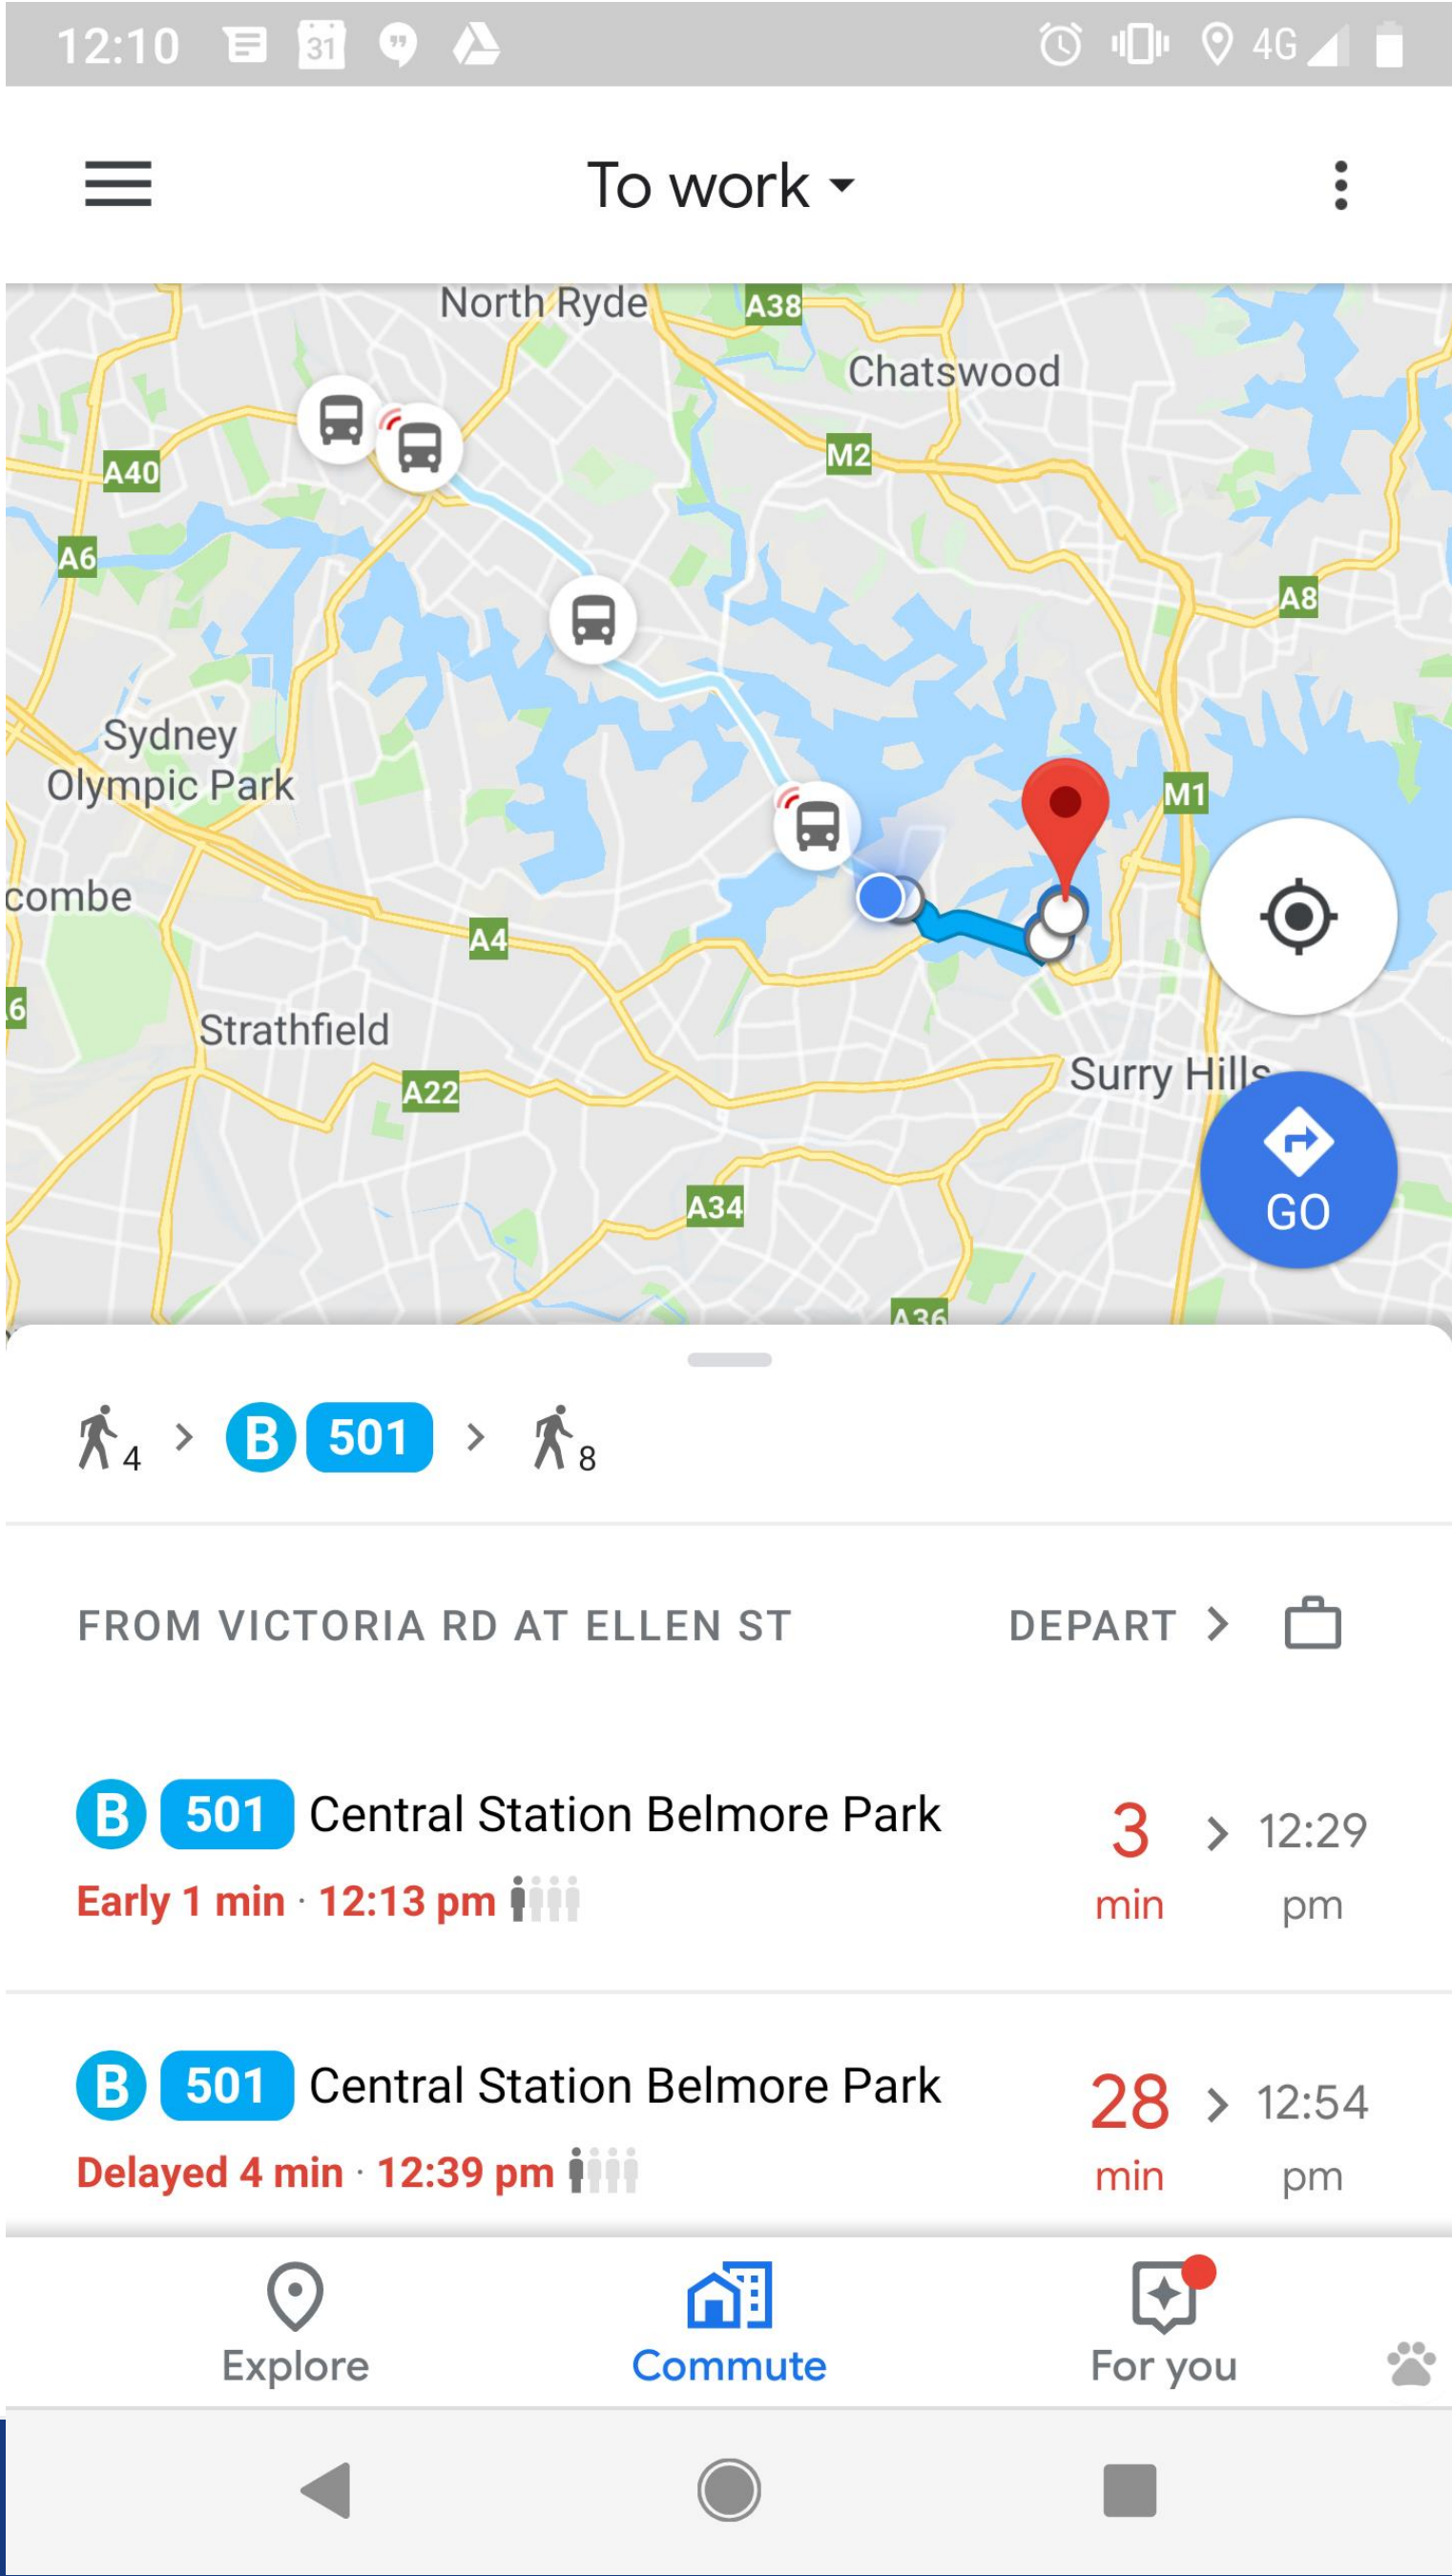 12:10
31
4G
To work
North Ryde
A38
Chatswood
M2
A40
A6
A8
Sydney
Olympic Park
M1
combe
A4
6
Strathfield
Surry Hills
A22
A34
GO
A36
4 > B 501 > 8
FROM VICTORIA RD AT ELLEN ST DEPART >
B 501 Central Station Belmore Park 3 > 12:29
Early 1 min · 12:13 pm min pm
B 501 Central Station Belmore Park 28 > 12:54
Delayed 4 min · 12:39 pm min pm
Explore Commute For you